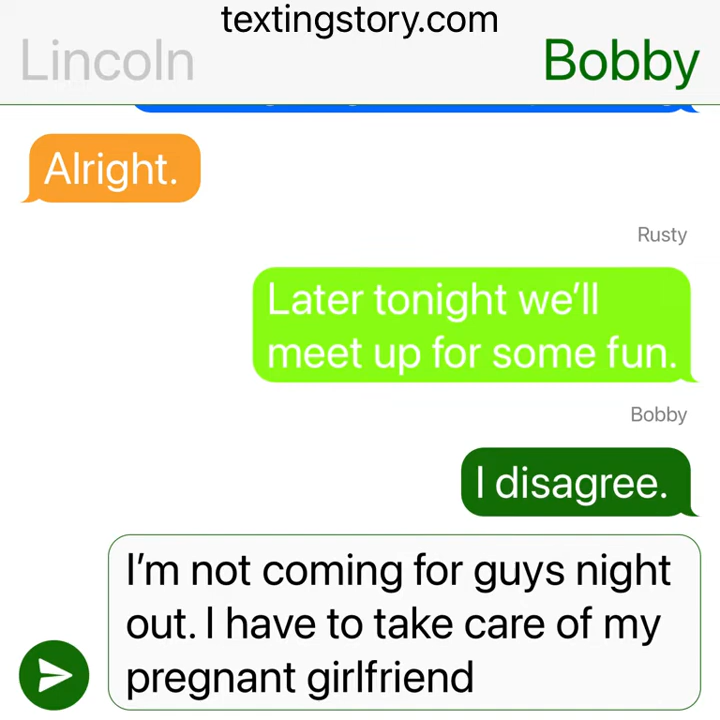 textingstory.com
Lincoln
Bobby
Alright.
Rusty
Later tonight we’ll
meet up for some fun.
Bobby
I disagree.
I’m not coming for guys night
out. I have to take care of my
pregnant girlfriend